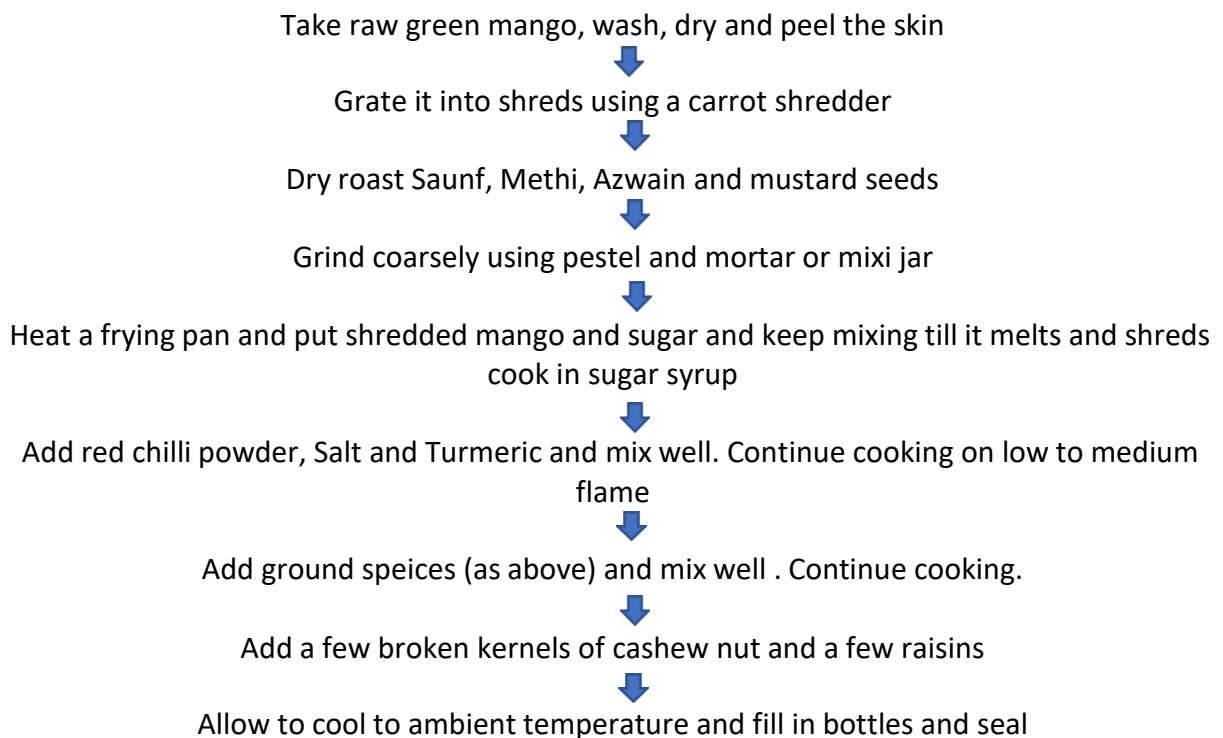 Take raw green mango, wash, dry and peel the skin
Grate it into shreds using a carrot shredder
Dry roast Saunf, Methi, Azwain and mustard seeds
Grind coarsely using pestel and mortar or mixi jar
Heat a frying pan and put shredded mango and sugar and keep mixing till it melts and shreds
cook in sugar syrup
Add red chilli powder, Salt and Turmeric and mix well. Continue cooking on low to medium
flame
Add ground speices (as above) and mix well . Continue cooking.
Add a few broken kernels of cashew nut and a few raisins
Allow to cool to ambient temperature and fill in bottles and seal